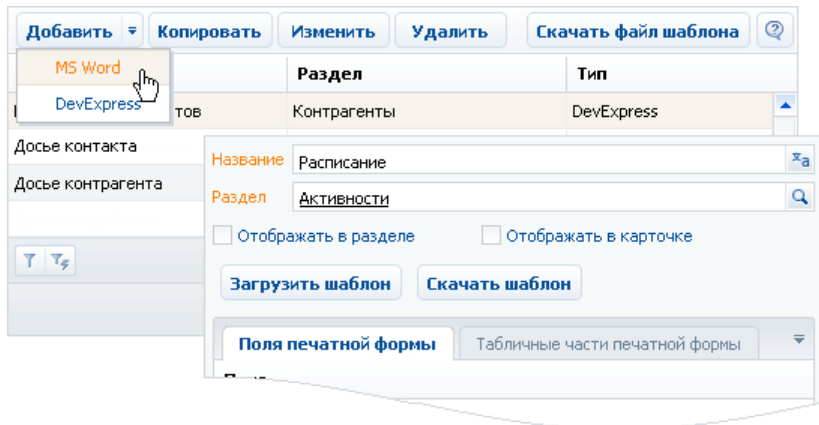 Добавить Копировать Изменить Удалить Скачать файл шаблона
MS Word
DevExpress
Раздел Тип
тов Контрагенты DevExpress
Досье контакта
Досье контрагента
Название Расписание
Раздел Активности
Отображать в разделе Отображать в карточке
Загрузить шаблон Скачать шаблон
Поля печатной формы Табличные части печатной формы